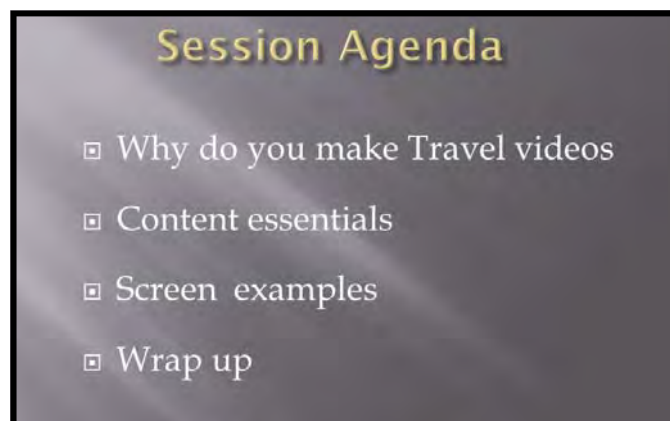 Session Agenda
Why do you make Travel videos
Content essentials
Screen examples
Wrap up